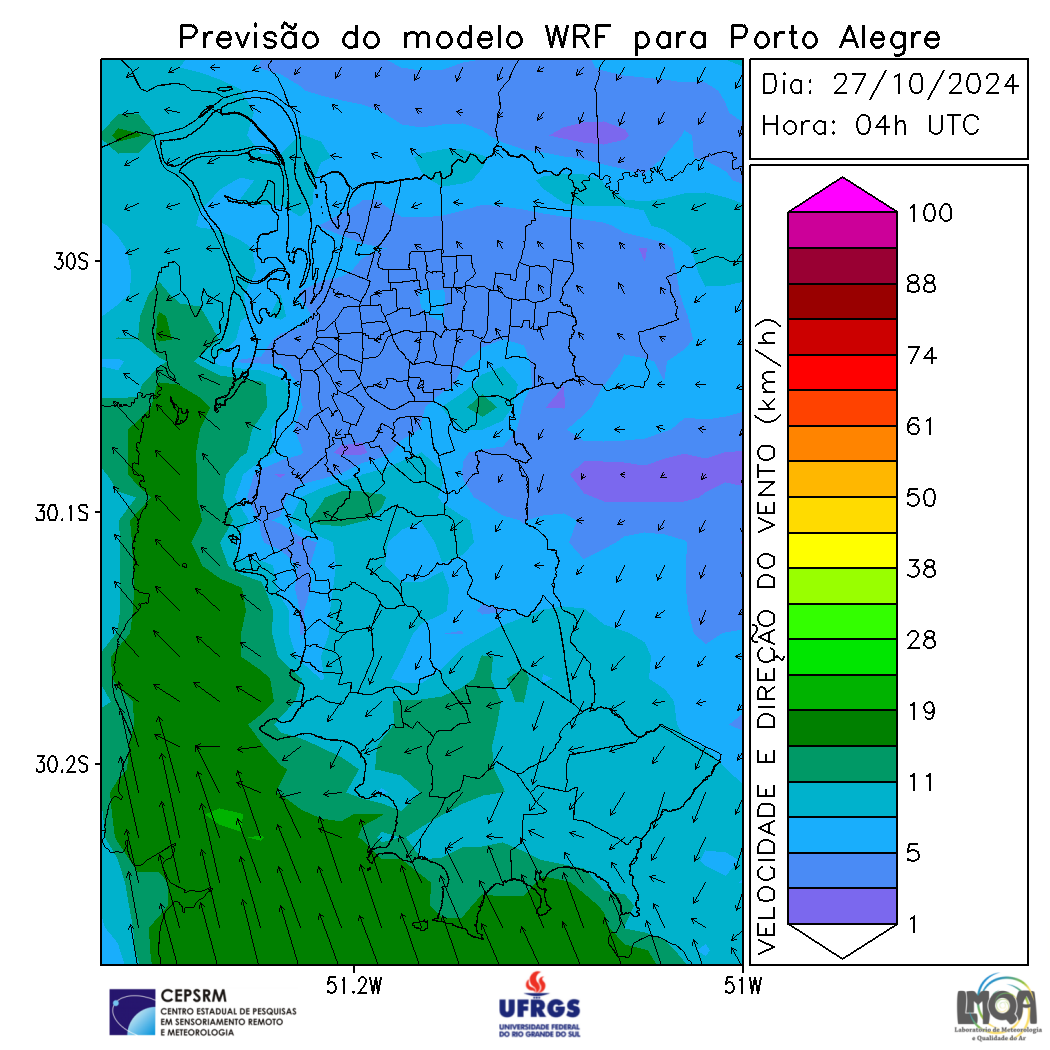 Previsão do modelo WRF para Porto Alegre
Dia: 27/10/2024
Hora: 04h UTC
30S
30.1S
30.2S
51.2W
51W
VELOCIDADE E DIREÇÃO DO VENTO (km/h)
100
88
74
61
50
38
28
19
11
5
1
CEPSRM
CENTRO ESTADUAL DE PESQUISAS
EM SENSORIAMENTO REMOTO
E METEOROLOGIA
UFRGS
UNIVERSIDADE FEDERAL
DO RIO GRANDE DO SUL
LMQA
Laboratório de Meteorologia
e Qualidade do Ar